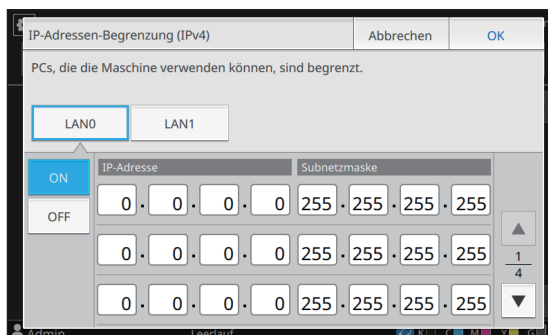 IP-Adressen-Begrenzung (IPv4) Abbrechen OK
PCs, die die Maschine verwenden können, sind begrenzt.
LAN0 LAN1
IP-Adresse Subnetzmaske
ON
0. 0. 0. 0 255. 255. 255. 255
OFF
0. 0. 0. 0 255. 255. 255. 255
1
4
0. 0. 0. 0 255. 255. 255. 255
Admin Leerlauf K C M Y